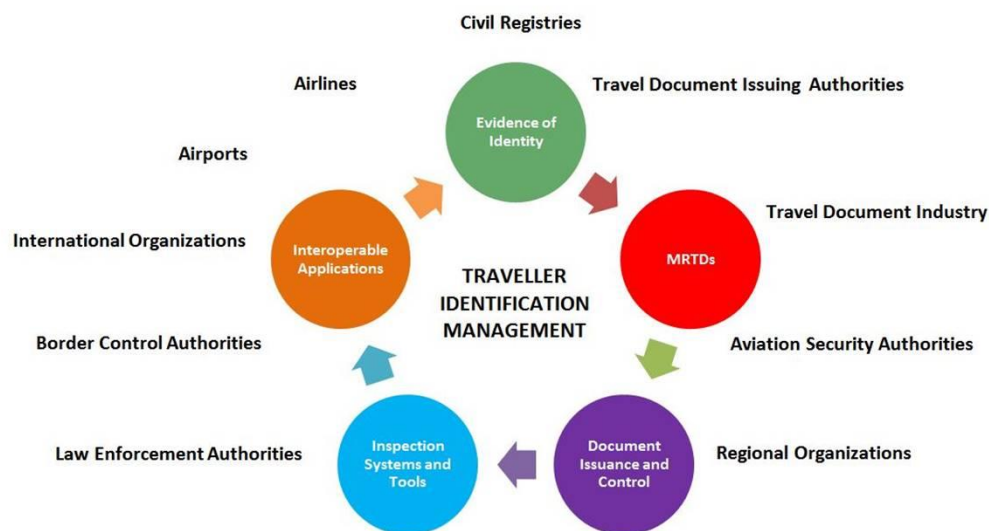 Civil Registries
Airlines
Travel Document Issuing Authorities
Evidence of
Identity
Airports
Travel Document Industry
International Organizations
Interoperable
Applications
MRTDs
TRAVELLER
IDENTIFICATION
MANAGEMENT
Border Control Authorities
Aviation Security Authorities
Law Enforcement Authorities
Inspection
Systems and
Tools
Document
Issuance and
Control
Regional Organizations